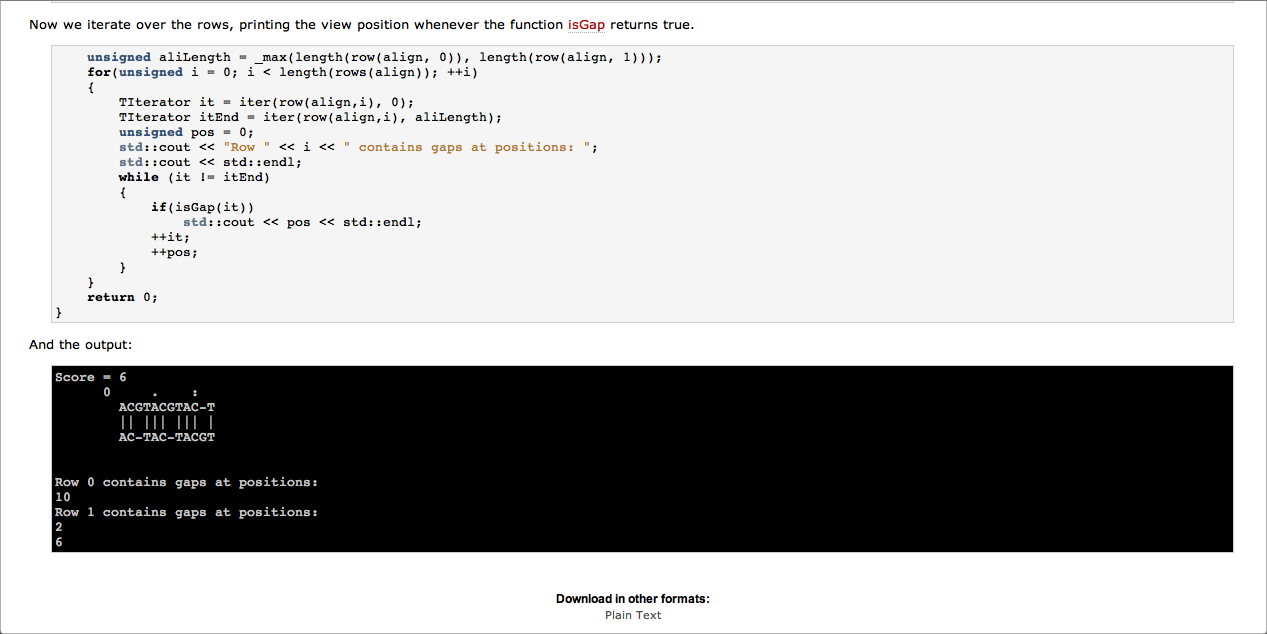 Now we iterate over the rows, printing the view position whenever the function isGap returns true.
    unsigned aliLength = _max(length(row(align, 0)), length(row(align, 1)));
    for(unsigned i = 0; i < length(rows(align)); ++i)
    {
        TIterator it = iter(row(align,i), 0);
        TIterator itEnd = iter(row(align,i), aliLength);
        unsigned pos = 0;
        std::cout << "Row " << i << " contains gaps at positions: ";
        std::cout << std::endl;
        while (it != itEnd)
        {
            if(isGap(it))
                std::cout << pos << std::endl;
            ++it;
            ++pos;
        }
    }
    return 0;
}
And the output:
Score = 6
      0     .    :
        ACGTACGTAC-T
        || ||| ||| |
        AC-TAC-TACGT
Row 0 contains gaps at positions:
10
Row 1 contains gaps at positions:
2
6
Download in other formats:
Plain Text